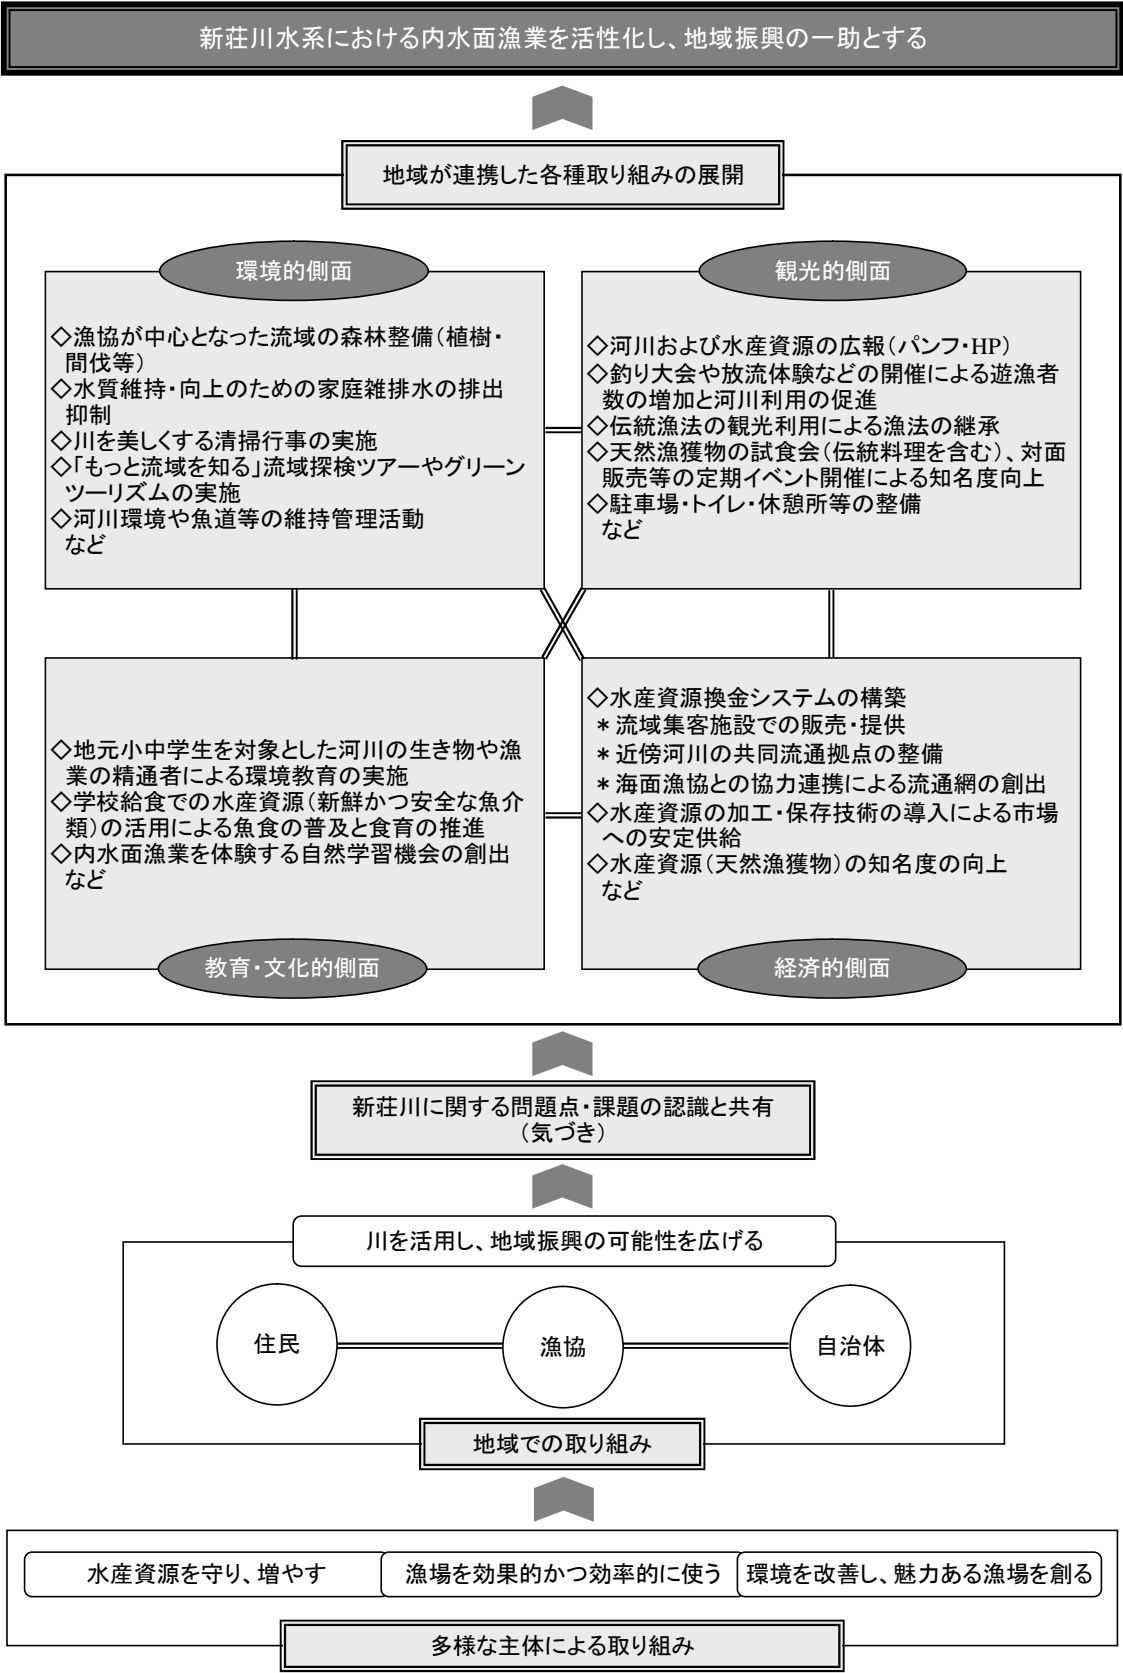 新荘川水系における内水面漁業を活性化し、地域振興の一助とする
地域が連携した各種取り組みの展開
環境的側面
◇漁協が中心となった流域の森林整備(植樹・
間伐等)
◇水質維持・向上のための家庭雑排水の排出
抑制
◇川を美しくする清掃行事の実施
◇「もっと流域を知る」流域探検ツアーやグリーン
ツーリズムの実施
◇河川環境や魚道等の維持管理活動
など
観光的側面
◇河川および水産資源の広報(パンフ・HP)
◇釣り大会や放流体験などの開催による遊漁者
数の増加と河川利用の促進
◇伝統漁法の観光利用による漁法の継承
◇天然漁獲物の試食会(伝統料理を含む)、対面
販売等の定期イベント開催による知名度向上
◇駐車場・トイレ・休憩所等の整備
など
◇地元小中学生を対象とした河川の生き物や漁
業の精通者による環境教育の実施
◇学校給食での水産資源(新鮮かつ安全な魚介
類)の活用による魚食の普及と食育の推進
◇内水面漁業を体験する自然学習機会の創出
など
教育・文化的側面
◇水産資源換金システムの構築
*流域集客施設での販売・提供
*近傍河川の共同流通拠点の整備
*海面漁協との協力連携による流通網の創出
◇水産資源の加工・保存技術の導入による市場
への安定供給
◇水産資源(天然漁獲物)の知名度の向上
など
経済的側面
新荘川に関する問題点・課題の認識と共有
(気づき)
川を活用し、地域振興の可能性を広げる
住民
漁協
自治体
地域での取り組み
水産資源を守り、増やす
漁場を効果的かつ効率的に使う
環境を改善し、魅力ある漁場を創る
多様な主体による取り組み